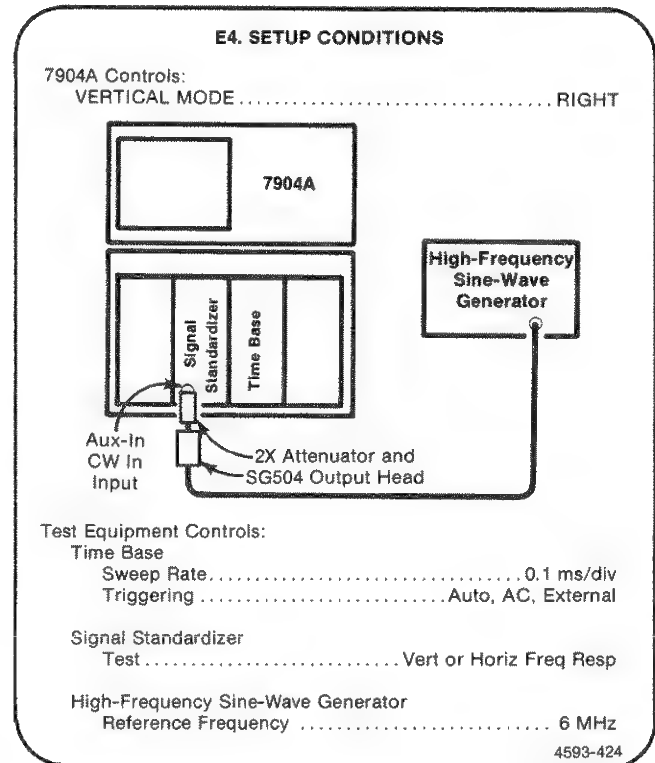 E4. SETUP CONDITIONS
7904A Controls:
VERTICAL MODE................................RIGHT
7904A
High-Frequency
Sine-Wave
Generator
Signal
Standardizer
Time Base
Aux-In
CW In
Input
2X Attenuator and
SG504 Output Head
Test Equipment Controls:
Time Base
Sweep Rate................................0.1 ms/div
Triggering.........................Auto, AC, External
Signal Standardizer
Test............................Vert or Horiz Freq Resp
High-Frequency Sine-Wave Generator
Reference Frequency.......................... 6 MHz
4593-424